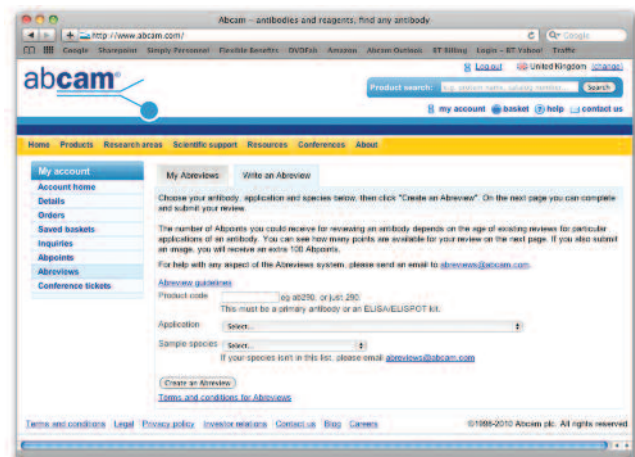 Abcam – antibodies and reagents, find any antibody
http://www.abcam.com/
Google
Google Sharepoint Simply Personnel Flexible Benefits DVDFab Amazon Abcam Outlook BT Billing Login – BT Yahoo! Traffic
Log out United Kingdom (change)
abcam
Product search: e.g. protein name, catalog number... Search
my account basket help contact us
Home Products Research areas Scientific support Resources Conferences About
My account
Account home
Details
Orders
Saved baskets
Inquiries
Abpoints
Abreviews
Conference tickets
My Abreviews Write an Abreview
Choose your antibody, application and species below, then click "Create an Abreview". On the next page you can complete
and submit your review.
The number of Abpoints you could receive for reviewing an antibody depends on the age of existing reviews for particular
applications of an antibody. You can see how many points are available for your review on the next page. If you also submit
an image, you will receive an extra 100 Abpoints.
For help with any aspect of the Abreviews system, please send an email to abreviews@abcam.com.
Abreview guidelines
Product code eg ab290, or just 290.
This must be a primary antibody or an ELISA/ELISPOT kit.
Application Select...
Sample species Select...
If your species isn't in this list, please email abreviews@abcam.com
Create an Abreview
Terms and conditions for Abreviews
Terms and conditions Legal Privacy policy Investor relations Contact us Blog Careers ©1998-2010 Abcam plc. All rights reserved